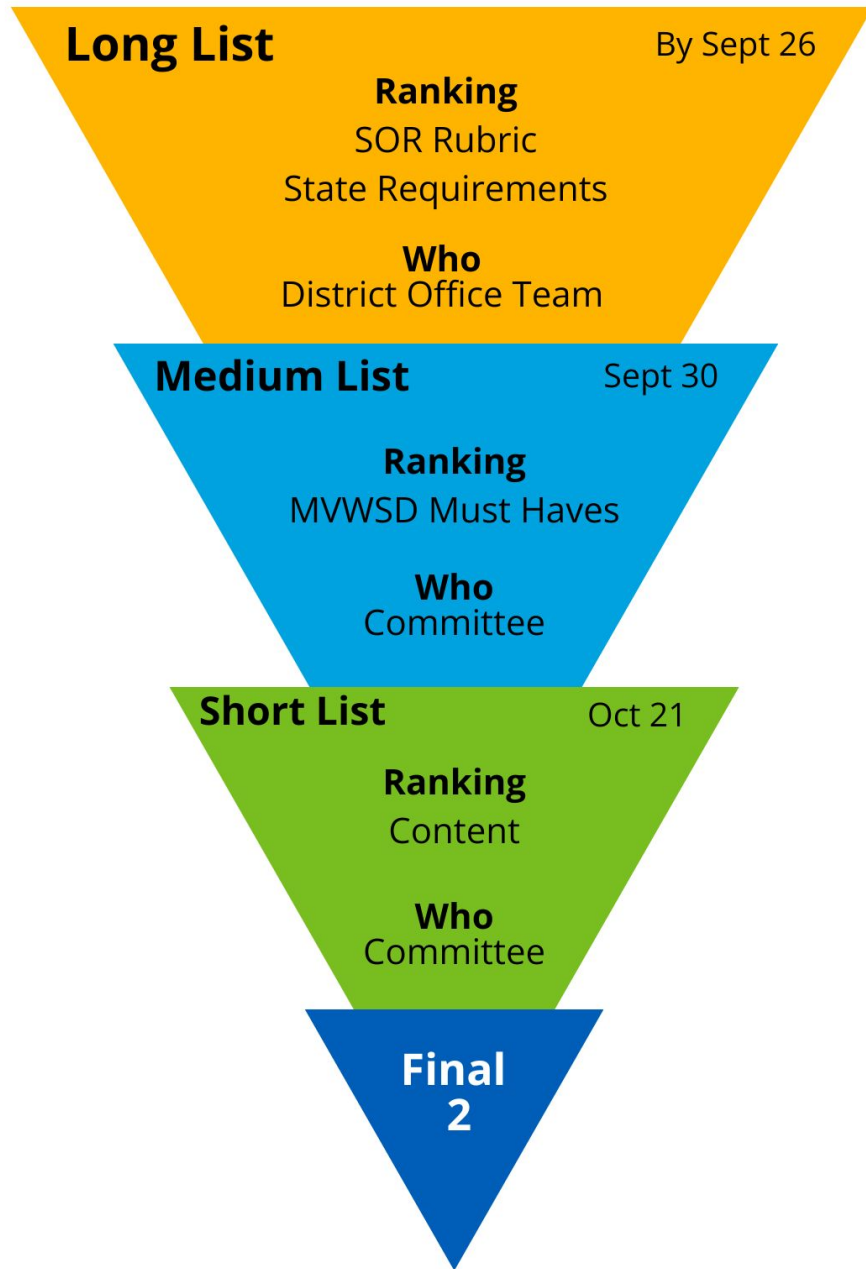 Long List
By Sept 26
Ranking
SOR Rubric
State Requirements
Who
District Office Team
Medium List
Sept 30
Ranking
MVWSD Must Haves
Who
Committee
Short List
Oct 21
Ranking
Content
Who
Committee
Final
2